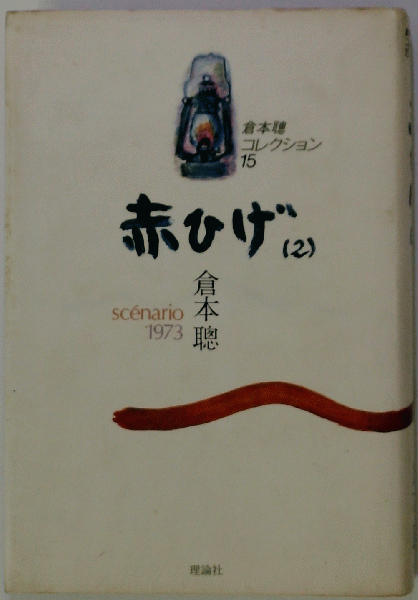 倉本聰
コレクション
15
赤ひげ(2)
倉本聰
scénario
1973
理論社